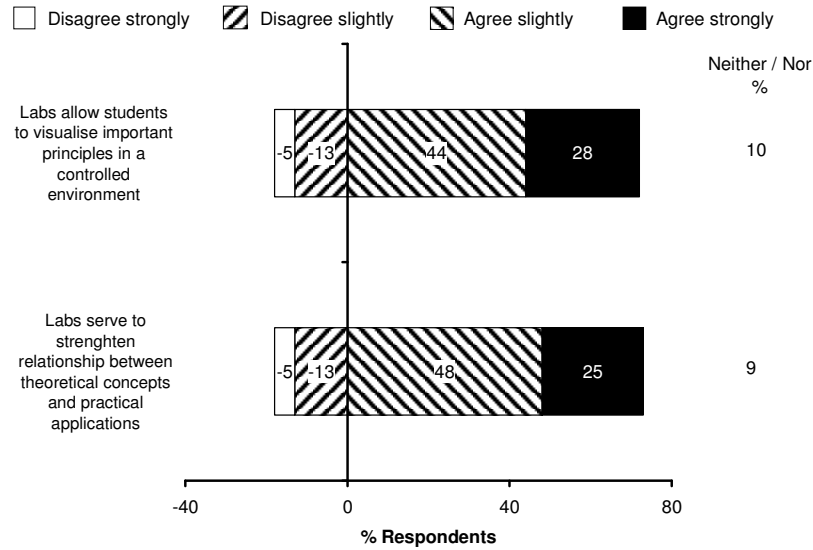 Disagree strongly Disagree slightly Agree slightly Agree strongly
Neither / Nor
%
Labs allow students
to visualise important
principles in a
controlled
environment
-5 -13 44 28
10
Labs serve to
strenghten
relationship between
theoretical concepts
and practical
applications
-5 -13 48 25
9
-40 0 40 80
% Respondents